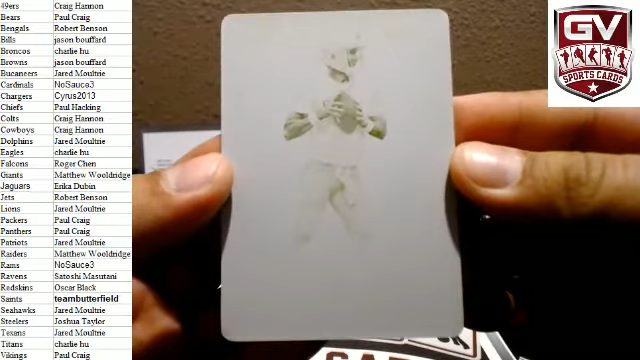 49ers Craig Hannon
Bears Paul Craig
Bengals Robert Benson
Bills jason bouffard
Broncos charlie hu
Browns jason bouffard
Bucaneers Jared Moultrie
Cardinals NoSauce3
Chargers Cyrus2013
Chiefs Paul Hacking
Colts Craig Hannon
Cowboys Craig Hannon
Dolphins Jared Moultrie
Eagles charlie hu
Falcons Roger Chen
Giants Matthew Wooldridge
Jaguars Erika Dubin
Jets Robert Benson
Lions Jared Moultrie
Packers Paul Craig
Panthers Paul Craig
Patriots Jared Moultrie
Raiders Matthew Wooldridge
Rams NoSauce3
Ravens Satoshi Masutani
Redskins Oscar Black
Saints teambutterfield
Seahawks Jared Moultrie
Steelers Joshua Taylor
Texans Jared Moultrie
Titans charlie hu
Vikings Paul Craig
GV
SPORTS CARDS